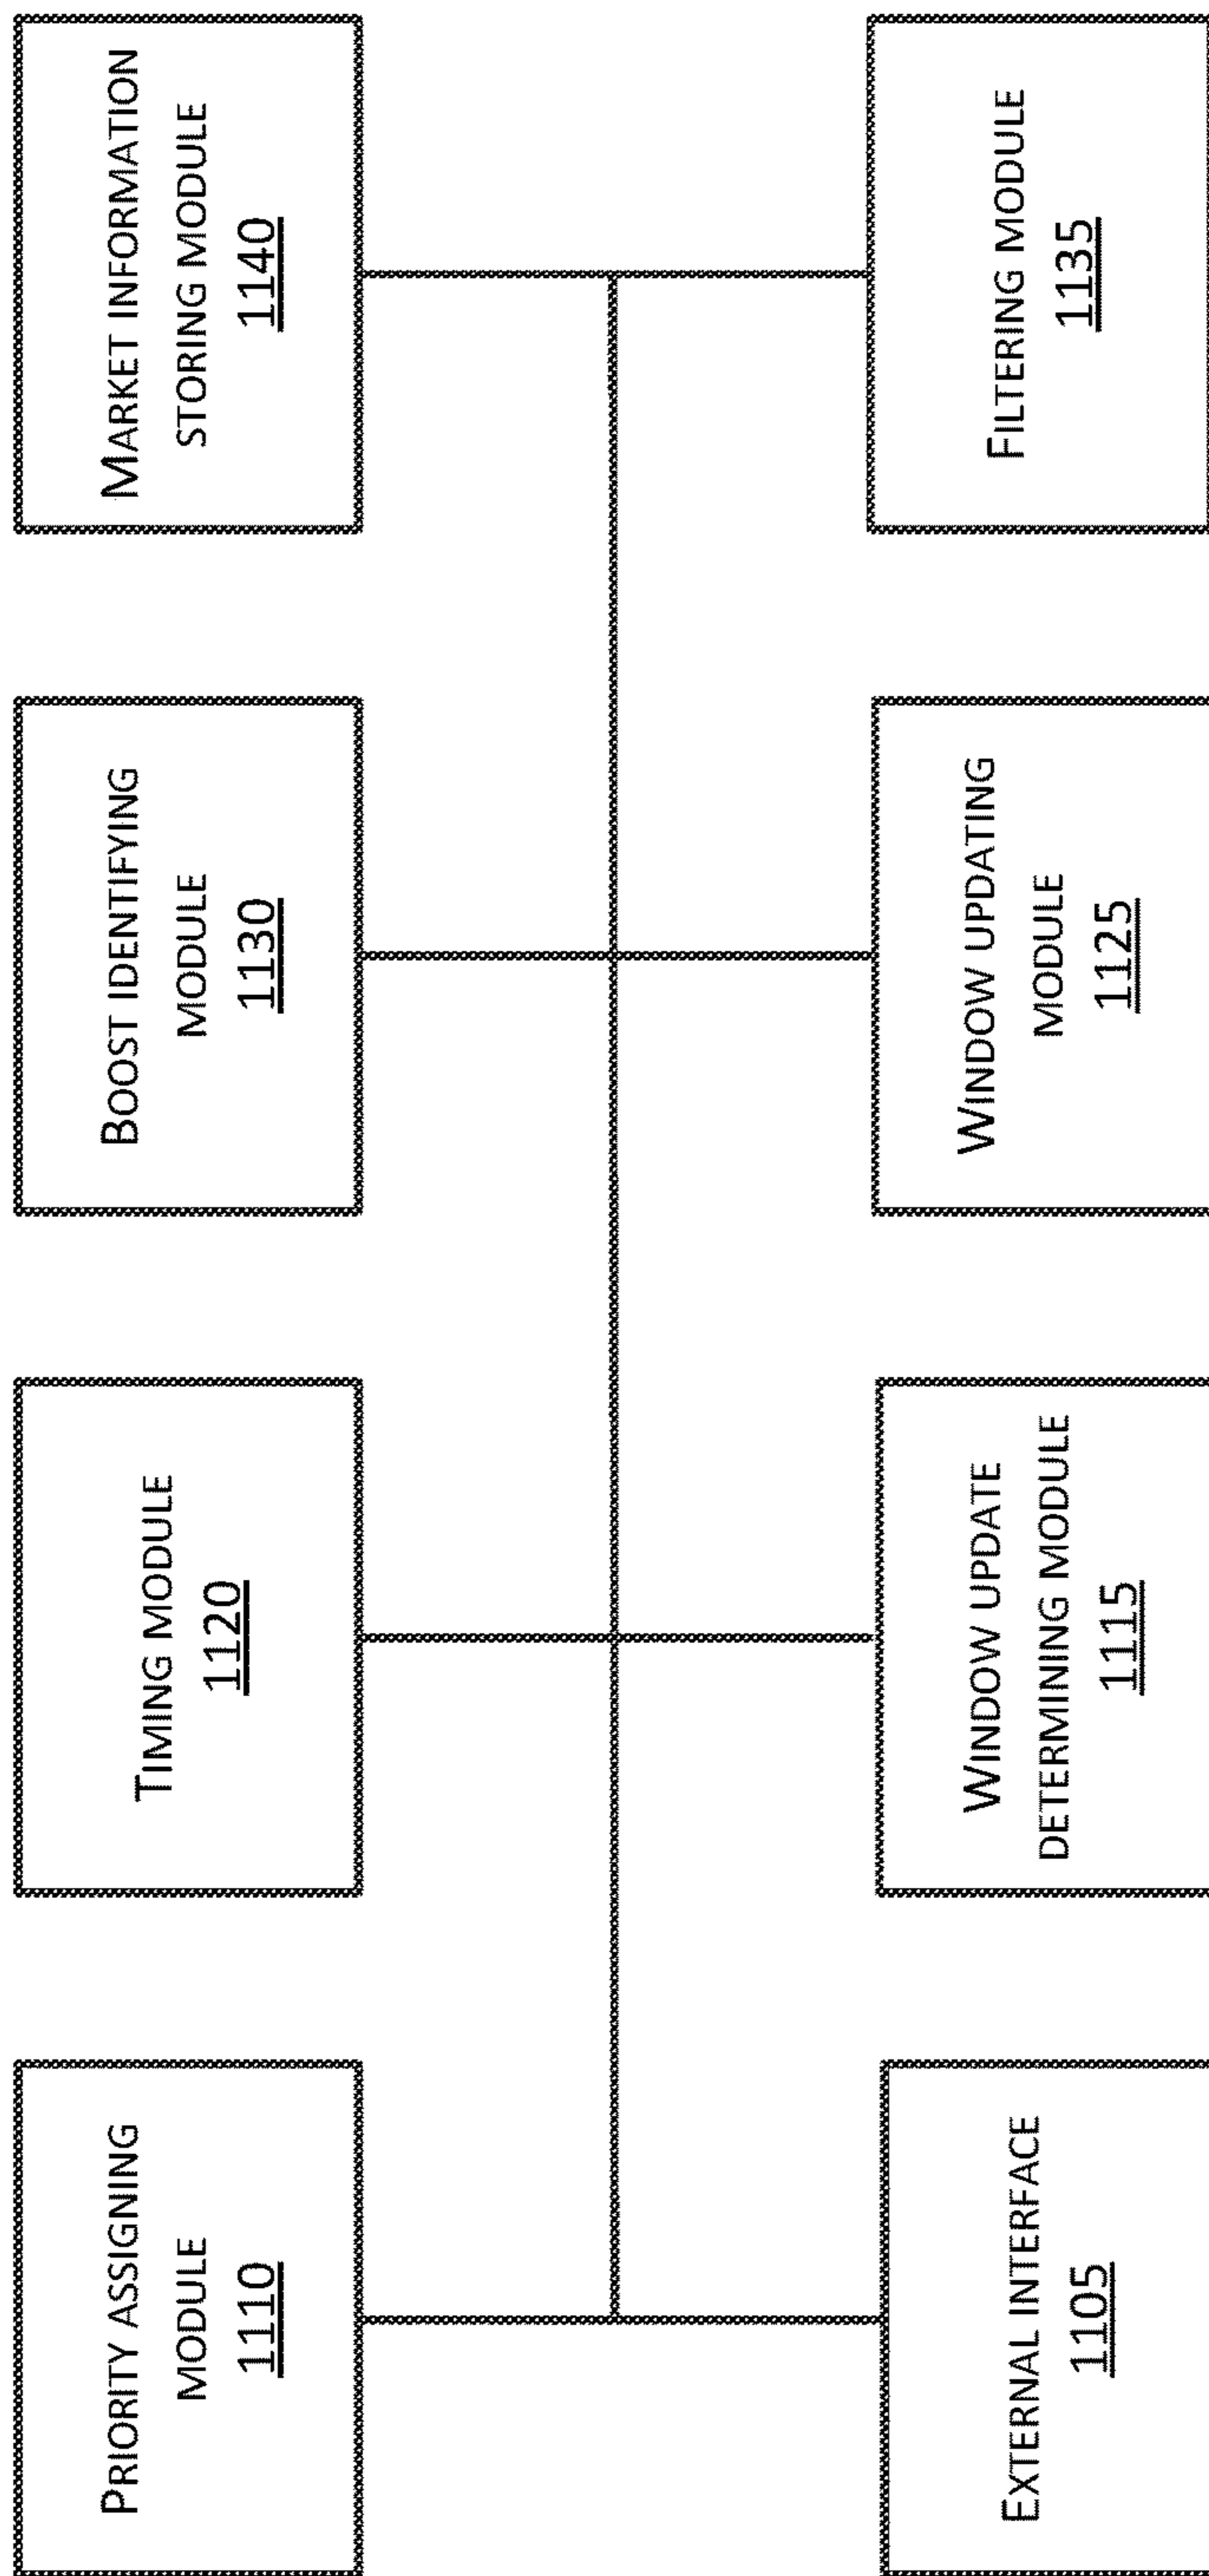 PRIORITY ASSIGNING
MODULE
1110
TIMING MODULE
1120
BOOST IDENTIFYING
MODULE
1130
MARKET INFORMATION
STORING MODULE
1140
EXTERNAL INTERFACE
1105
WINDOW UPDATE
DETERMINING MODULE
1115
WINDOW UPDATING
MODULE
1125
FILTERING MODULE
1135